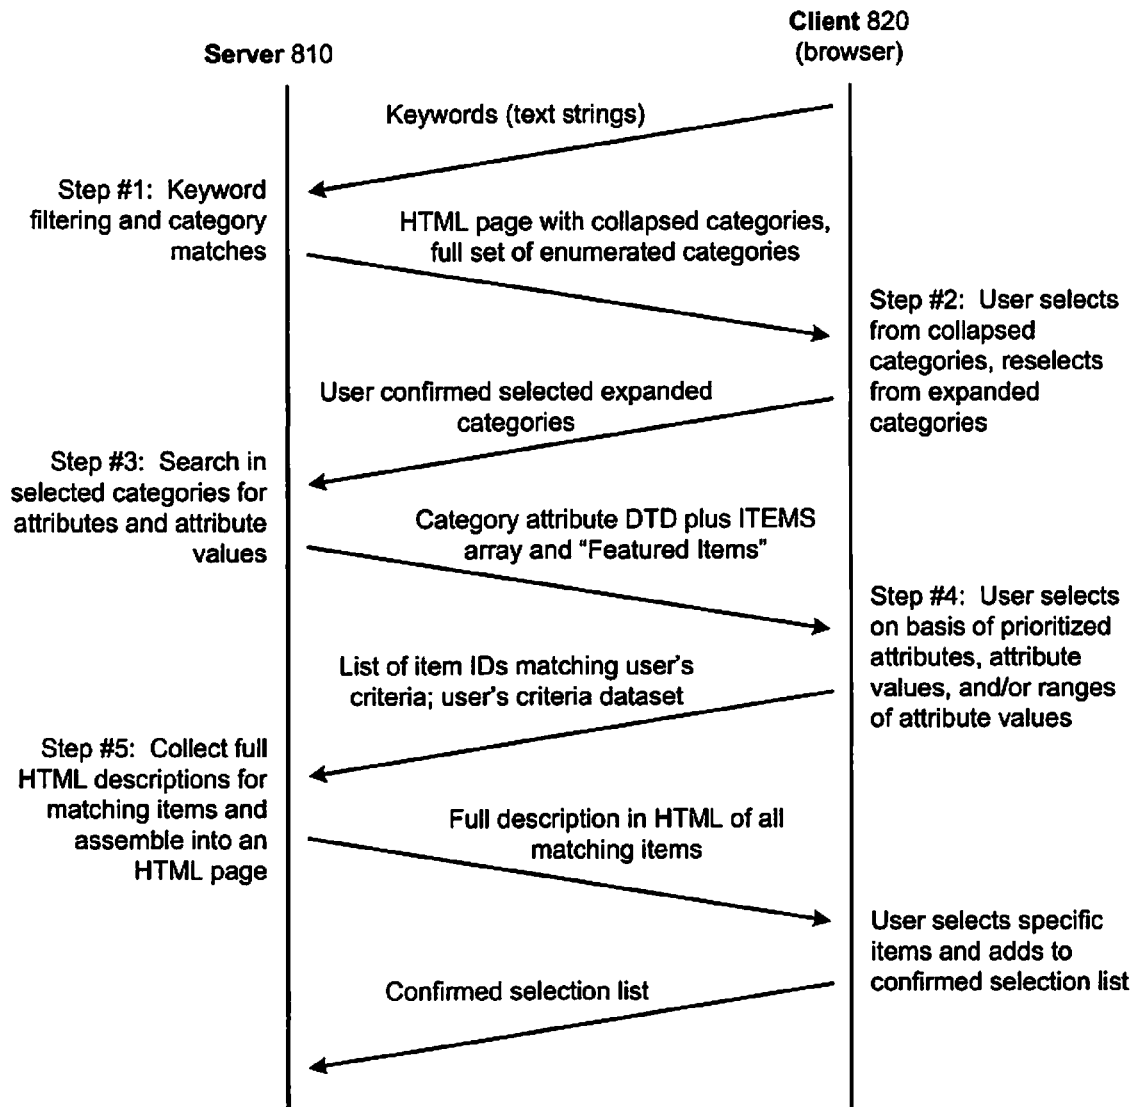 Client 820
(browser)
Server 810
Keywords (text strings)
Step #1: Keyword
filtering and category
matches
HTML page with collapsed categories,
full set of enumerated categories
Step #2: User selects
from collapsed
categories, reselects
from expanded
categories
User confirmed selected expanded
categories
Step #3: Search in
selected categories for
attributes and attribute
values
Category attribute DTD plus ITEMS
array and “Featured Items”
Step #4: User selects
on basis of prioritized
attributes, attribute
values, and/or ranges
of attribute values
List of item IDs matching user's
criteria; user's criteria dataset
Step #5: Collect full
HTML descriptions for
matching items and
assemble into an
HTML page
Full description in HTML of all
matching items
User selects specific
items and adds to
confirmed selection list
Confirmed selection list